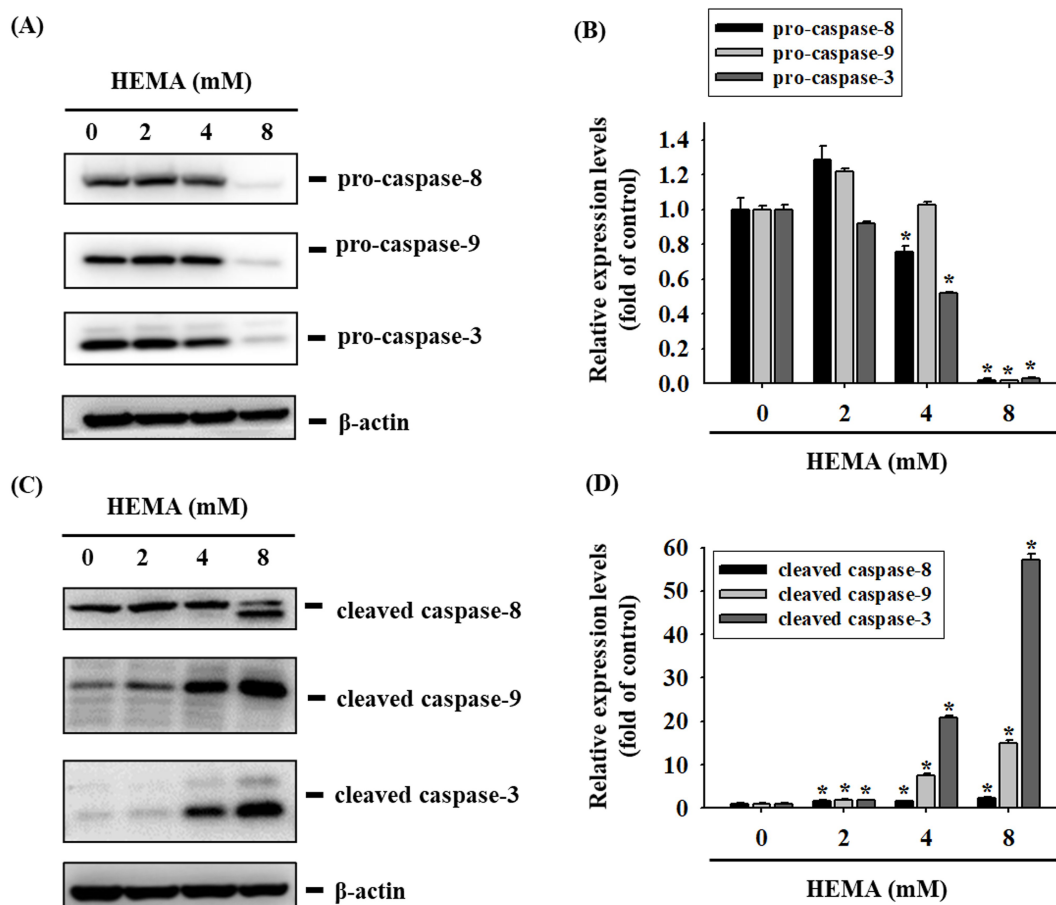 (A)
HEMA (mM)
0 2 4 8
pro-caspase-8
pro-caspase-9
pro-caspase-3
β-actin
(B)
pro-caspase-8
pro-caspase-9
pro-caspase-3
Relative expression levels
(fold of control)
1.4
1.2
1.0
0.8
0.6
0.4
0.2
0.0
* * * * *
0 2 4 8
HEMA (mM)
(C)
HEMA (mM)
0 2 4 8
cleaved caspase-8
cleaved caspase-9
cleaved caspase-3
β-actin
(D)
cleaved caspase-8
cleaved caspase-9
cleaved caspase-3
Relative expression levels
(fold of control)
60
50
40
30
20
10
0
* * * * * * * * *
0 2 4 8
HEMA (mM)